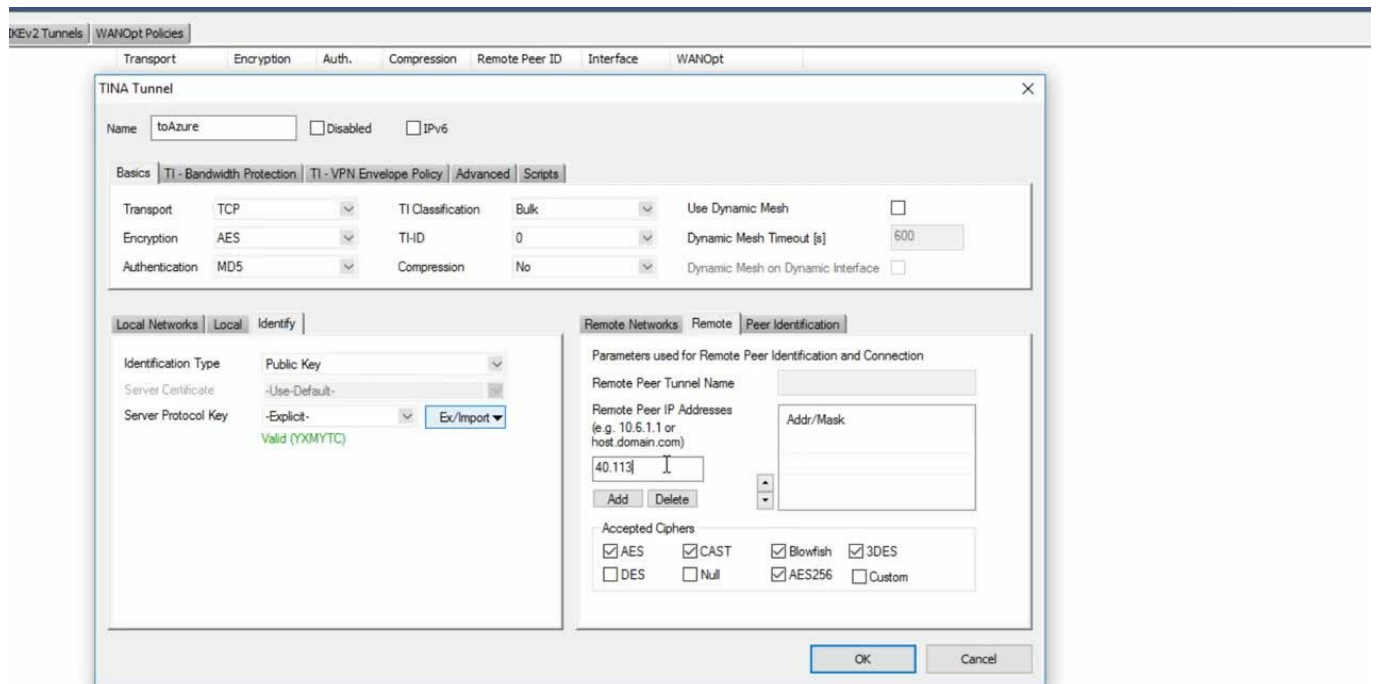 KEv2 Tunnels WANOpt Policies
Transport Encryption Auth. Compression Remote Peer ID Interface WANOpt
TINA Tunnel
Name toAzure Disabled IPv6
Basics TI - Bandwidth Protection TI - VPN Envelope Policy Advanced Scripts
Transport TCP TI Classification Bulk Use Dynamic Mesh
Encryption AES TI-ID 0 Dynamic Mesh Timeout [s] 600
Authentication MD5 Compression No Dynamic Mesh on Dynamic Interface
Local Networks Local Identify
Identification Type Public Key
Server Certificate -Use-Default-
Server Protocol Key -Explicit- Ex/Import
Valid (YXMYTC)
Remote Networks Remote Peer Identification
Parameters used for Remote Peer Identification and Connection
Remote Peer Tunnel Name
Remote Peer IP Addresses
(e.g. 10.6.1.1 or
host.domain.com)
Addr/Mask
40.113
Add Delete
Accepted Ciphers
AES CAST Blowfish 3DES
DES Null AES256 Custom
OK Cancel